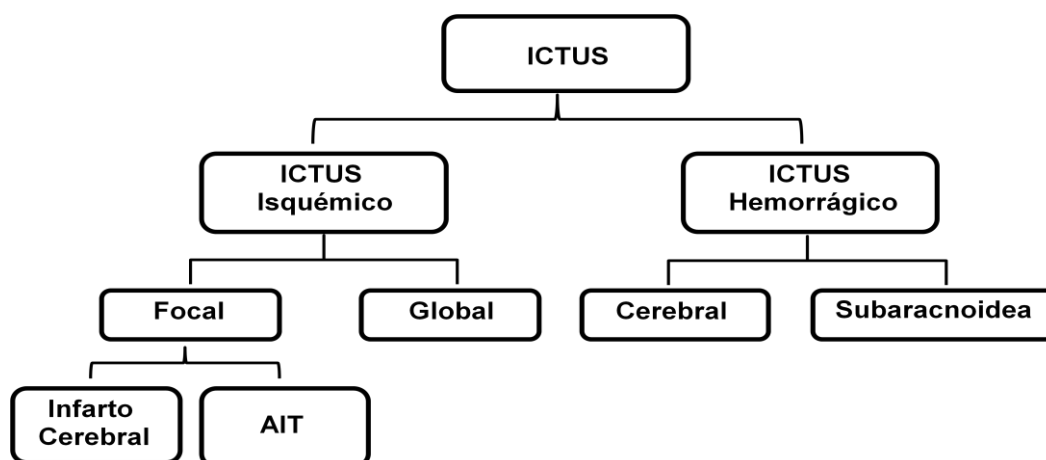 ICTUS
ICTUS
Isquémico
ICTUS
Hemorrágico
Focal
Global
Cerebral
Subaracnoidea
Infarto
Cerebral
AIT